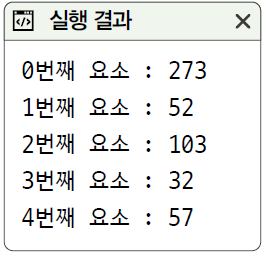 실행 결과
0번째 요소 : 273
1번째 요소 : 52
2번째 요소 : 103
3번째 요소 : 32
4번째 요소 : 57